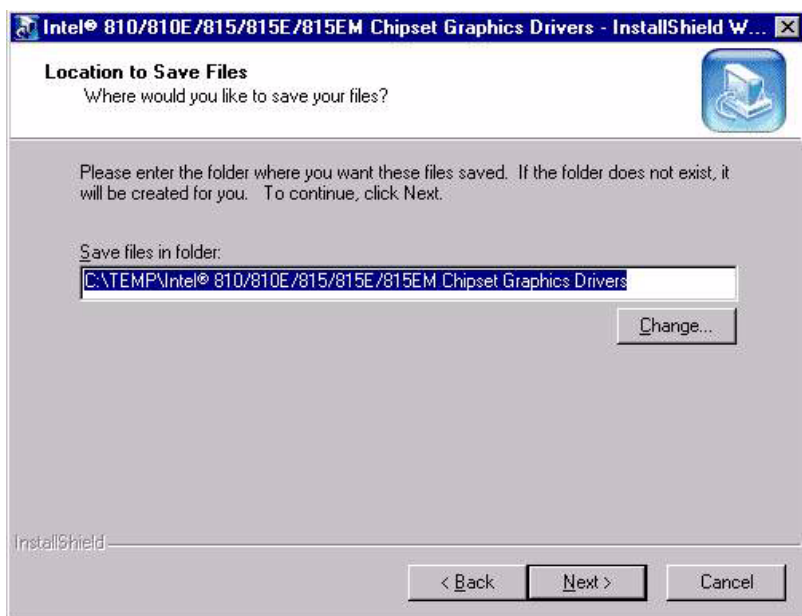 Intel® 810/810E/815/815E/815EM Chipset Graphics Drivers - InstallShield W...
Location to Save Files
Where would you like to save your files?
Please enter the folder where you want these files saved. If the folder does not exist, it
will be created for you. To continue, click Next.
Save files in folder:
C:\TEMP\Intel® 810/810E/815/815E/815EM Chipset Graphics Drivers
Change...
InstallShield
< Back
Next >
Cancel